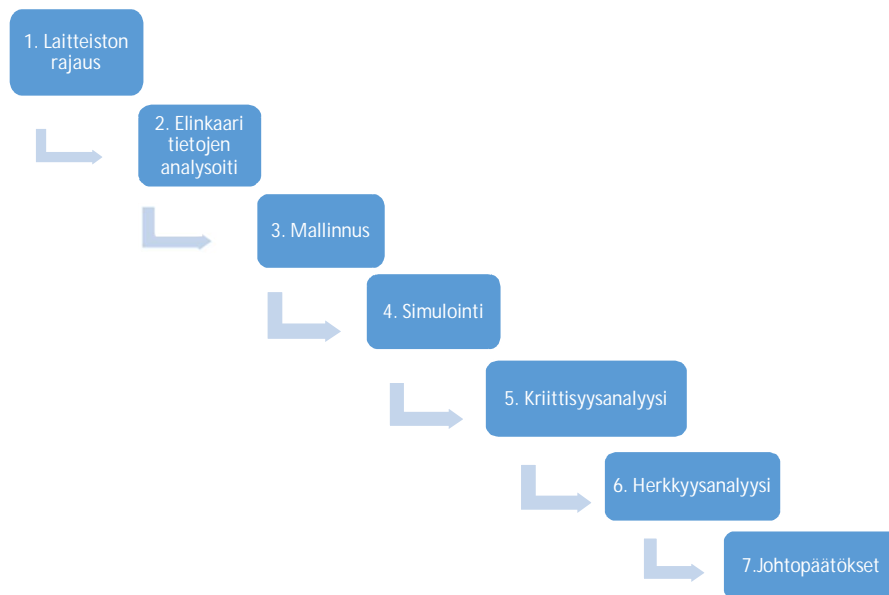 1. Laitteiston
rajaus
2. Elinkaari
tietojen
analysoiti
3. Mallinnus
4. Simulointi
5. Kriittisyysanalyysi
6. Herkkyysanalyysi
7.Johtopäätökset